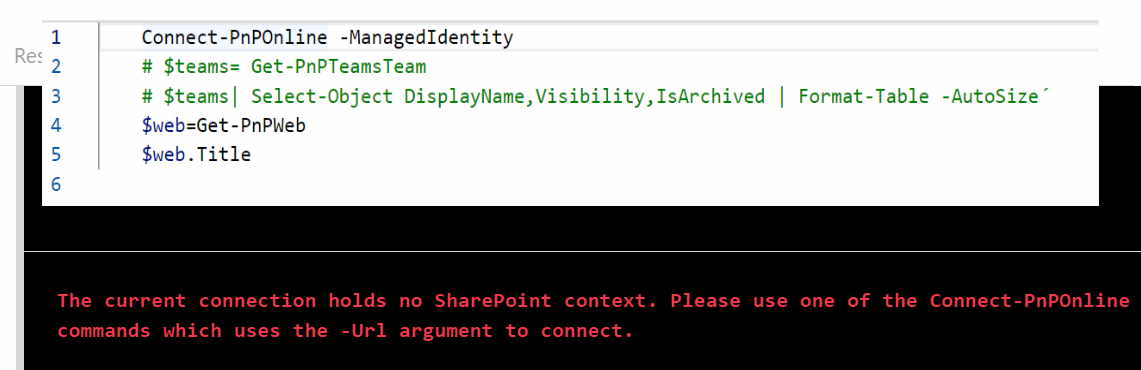 Res
1 Connect-PnPOnline -ManagedIdentity
2 # $teams= Get-PnPTeamsTeam
3 # $teams| Select-Object DisplayName,Visibility,IsArchived | Format-Table -AutoSize´
4 $web=Get-PnPWeb
5 $web.Title
6
The current connection holds no SharePoint context. Please use one of the Connect-PnPOnline
commands which uses the -Url argument to connect.